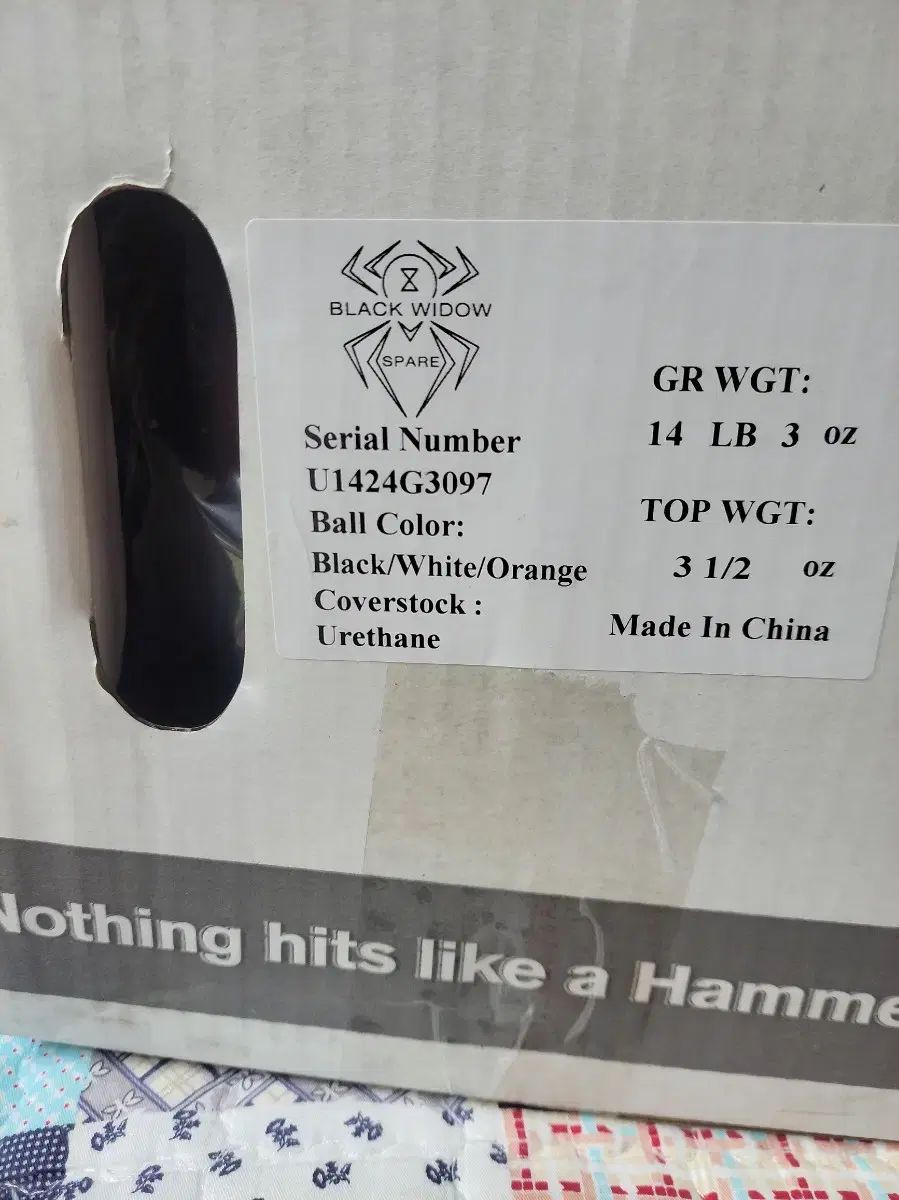 BLACK WIDOW
SPARE
Serial Number
U1424G3097
Ball Color:
Black/White/Orange
Coverstock :
Urethane
GR WGT:
14 LB 3 oz
TOP WGT:
3 1/2 oz
Made In China
Nothing hits like a Hamme